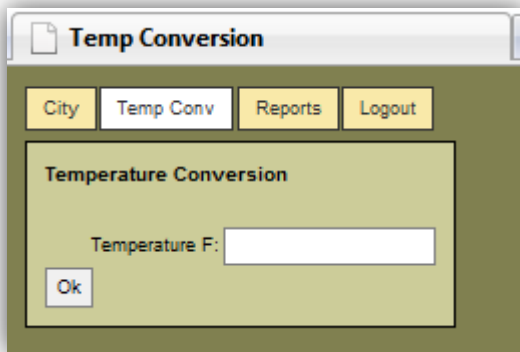 Temp Conversion
City Temp Conv Reports Logout
Temperature Conversion
Temperature F:
Ok